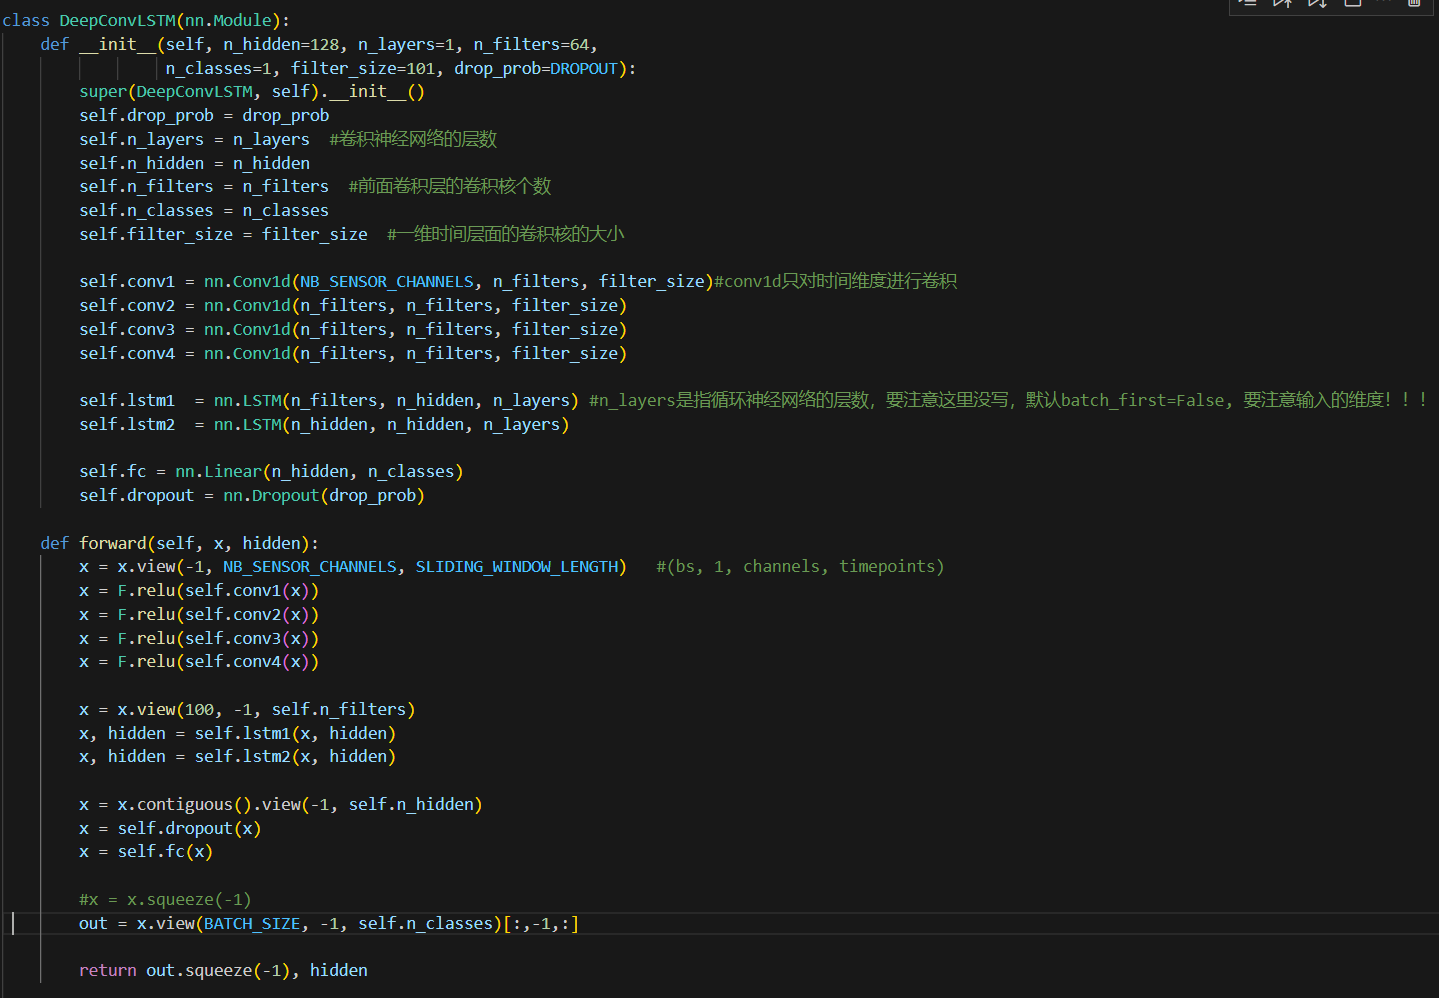 class DeepConvLSTM(nn.Module):
    def __init__(self, n_hidden=128, n_layers=1, n_filters=64,
             n_classes=1, filter_size=101, drop_prob=DROPOUT):
        super(DeepConvLSTM, self).__init__()
        self.drop_prob = drop_prob
        self.n_layers = n_layers  #卷积神经网络的层数
        self.n_hidden = n_hidden
        self.n_filters = n_filters  #前面卷积层的卷积核个数
        self.n_classes = n_classes
        self.filter_size = filter_size  #一维时间层面的卷积核的大小
        self.conv1 = nn.Conv1d(NB_SENSOR_CHANNELS, n_filters, filter_size)#conv1d只对时间维度进行卷积
        self.conv2 = nn.Conv1d(n_filters, n_filters, filter_size)
        self.conv3 = nn.Conv1d(n_filters, n_filters, filter_size)
        self.conv4 = nn.Conv1d(n_filters, n_filters, filter_size)
        self.lstm1  = nn.LSTM(n_filters, n_hidden, n_layers) #n_layers是指循环神经网络的层数，要注意这里没写，默认batch_first=False，要注意输入的维度！！！
        self.lstm2  = nn.LSTM(n_hidden, n_hidden, n_layers)
        self.fc = nn.Linear(n_hidden, n_classes)
        self.dropout = nn.Dropout(drop_prob)
    def forward(self, x, hidden):
        x = x.view(-1, NB_SENSOR_CHANNELS, SLIDING_WINDOW_LENGTH)   #(bs, 1, channels, timepoints)
        x = F.relu(self.conv1(x))
        x = F.relu(self.conv2(x))
        x = F.relu(self.conv3(x))
        x = F.relu(self.conv4(x))
        x = x.view(100, -1, self.n_filters)
        x, hidden = self.lstm1(x, hidden)
        x, hidden = self.lstm2(x, hidden)
        x = x.contiguous().view(-1, self.n_hidden)
        x = self.dropout(x)
        x = self.fc(x)
        #x = x.squeeze(-1)
        out = x.view(BATCH_SIZE, -1, self.n_classes)[:,-1,:]
        return out.squeeze(-1), hidden